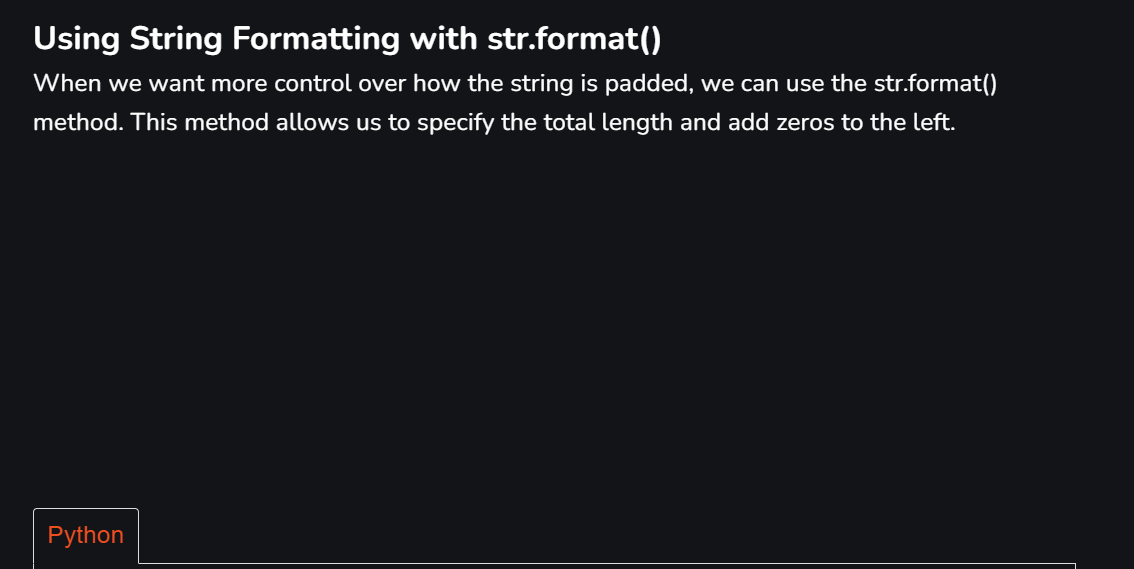 Using String Formatting with str.format()
When we want more control over how the string is padded, we can use the str.format()
method. This method allows us to specify the total length and add zeros to the left.
Python